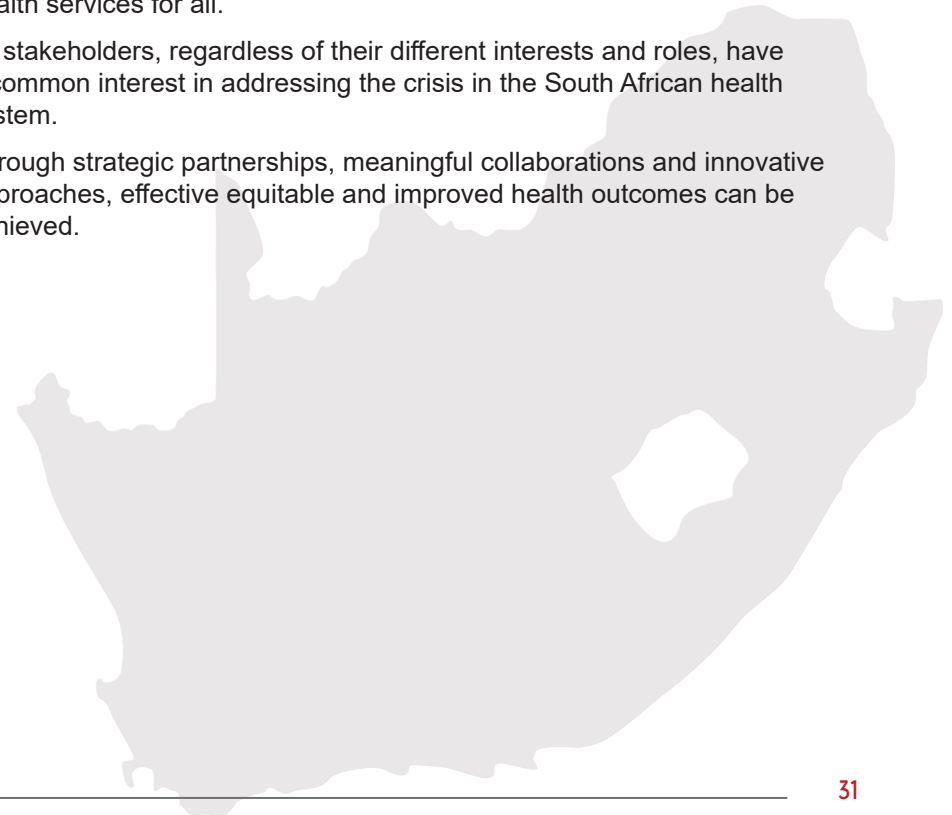 alth services for all.
stakeholders, regardless of their different interests and roles, have
common interest in addressing the crisis in the South African health
stem.
rough strategic partnerships, meaningful collaborations and innovative
proaches, effective equitable and improved health outcomes can be
hieved.
31